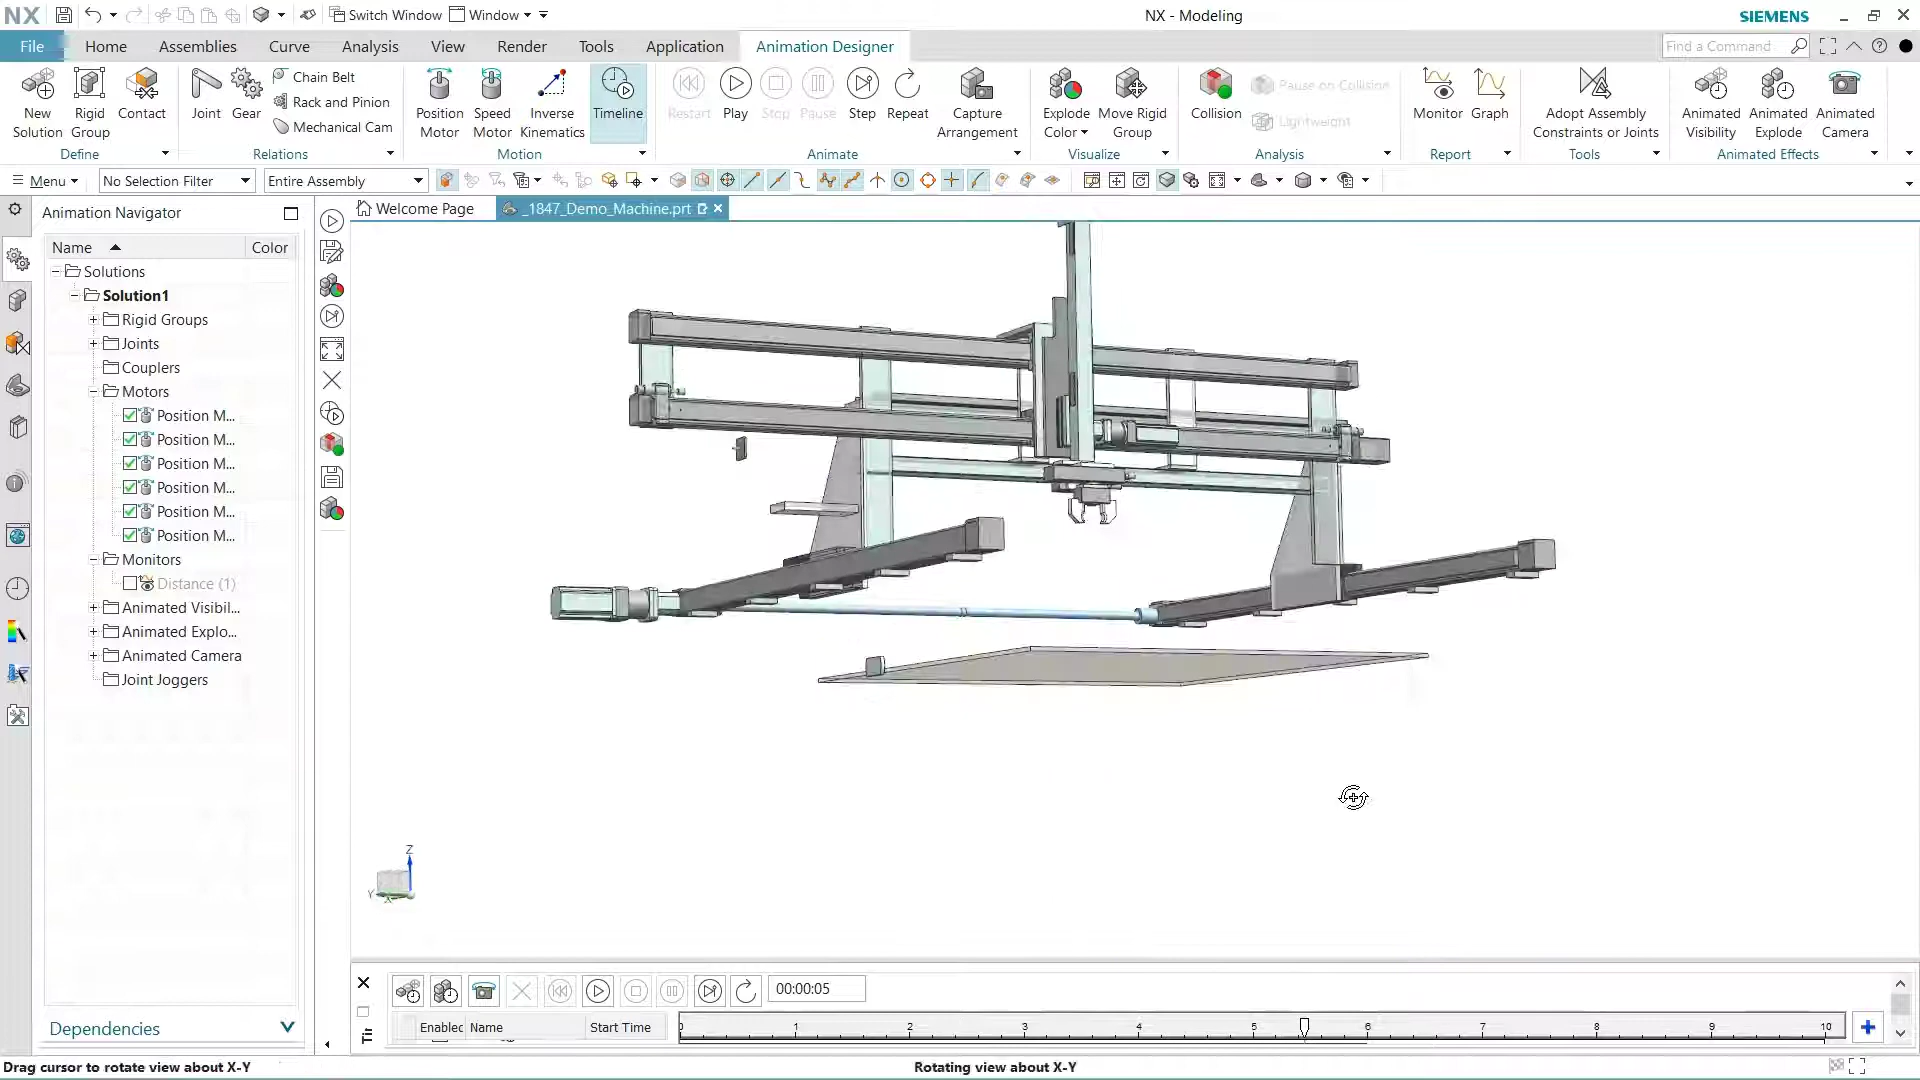 NX Switch Window Window NX - Modeling SIEMENS
File Home Assemblies Curve Analysis View Render Tools Application Animation Designer Find a Command
New Solution Rigid Group Contact Joint Gear Chain Belt Rack and Pinion Mechanical Cam Position Motor Speed Motor Inverse Kinematics Timeline Restart Play Stop Pause Step Repeat Capture Arrangement Explode Color Move Rigid Group Collision Pause on Collision Lightweight Monitor Graph Adopt Assembly Constraints or Joints Animated Visibility Animated Explode Animated Camera
Define Relations Motion Animate Visualize Analysis Report Tools Animated Effects
Menu No Selection Filter Entire Assembly
Animation Navigator Welcome Page _1847_Demo_Machine.prt
Name Color
Solutions
Solution1
Rigid Groups
Joints
Couplers
Motors
Position M...
Position M...
Position M...
Position M...
Position M...
Position M...
Monitors
Distance (1)
Animated Visibil...
Animated Explo...
Animated Camera
Joint Joggers
Z
Y X
00:00:05
Dependencies Enabled Name Start Time 0 1 2 3 4 5 6 7 8 9 10
Drag cursor to rotate view about X-Y Rotating view about X-Y